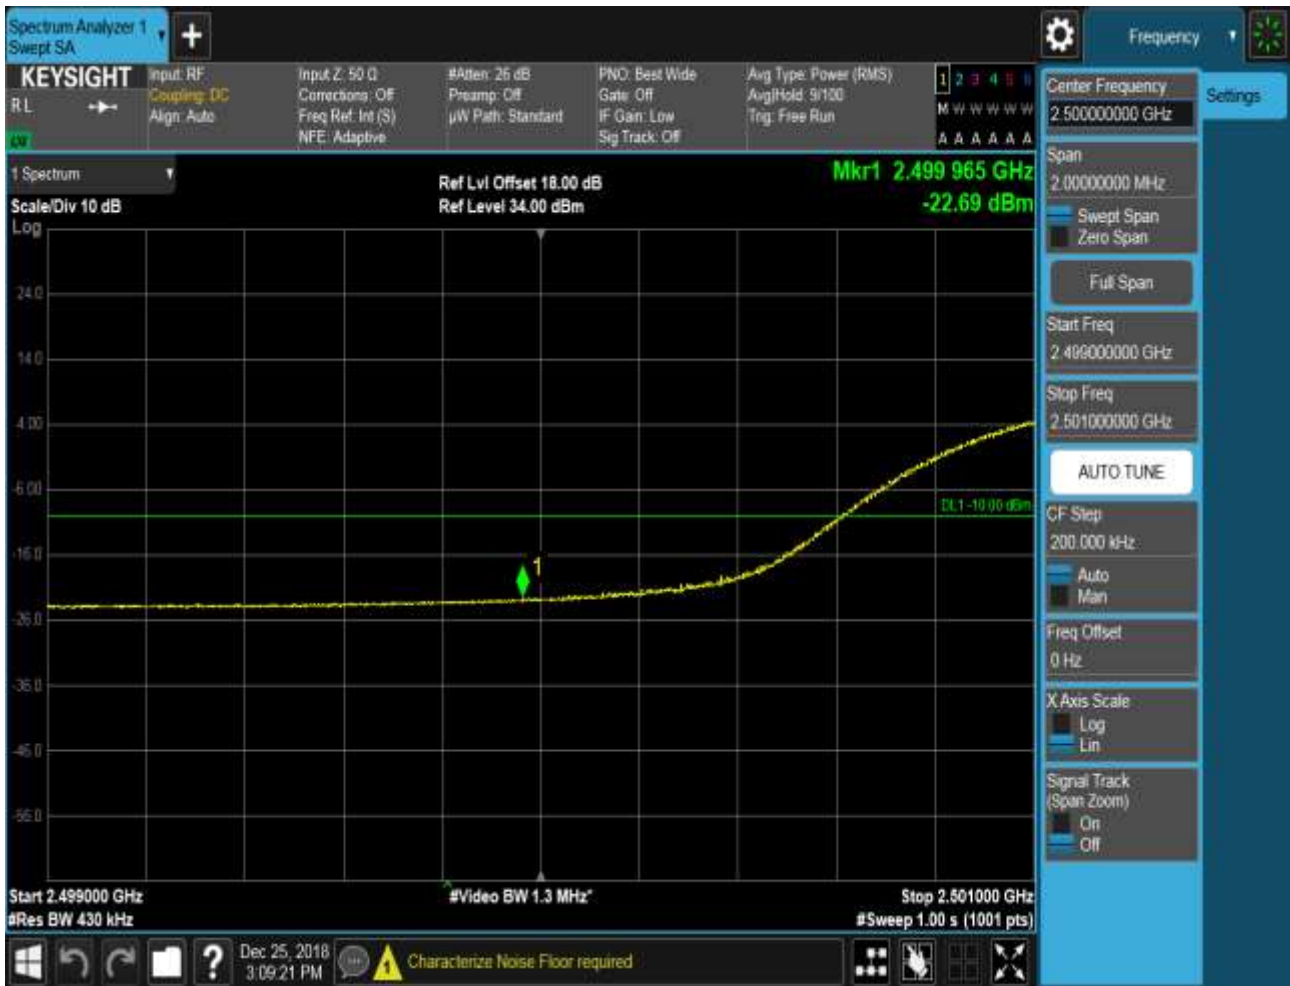 Spectrum Analyzer 1
Swept SA
+
Frequency
KEYSIGHT
RL
Input: RF
Coupling: DC
Align: Auto
Input Z: 50 Ω
Corrections: Off
Freq Ref: Int (S)
NFE: Adaptive
#Atten: 26 dB
Preamp: Off
µW Path: Standard
PNO: Best Wide
Gate: Off
IF Gain: Low
Sig Track: Off
Avg Type: Power (RMS)
Avg|Hold: 9/100
Trig: Free Run
1 2 3 4 5 6
M W W W W W
A A A A A A
1 Spectrum
Scale/Div 10 dB
Log
Ref Lvl Offset 18.00 dB
Ref Level 34.00 dBm
Mkr1 2.499 965 GHz
-22.69 dBm
24.0
14.0
4.00
-6.00
-16.0
-26.0
-36.0
-46.0
-56.0
DL1 -10.00 dBm
1
Start 2.499000 GHz
#Res BW 430 kHz
#Video BW 1.3 MHz*
Stop 2.501000 GHz
#Sweep 1.00 s (1001 pts)
Center Frequency
2.500000000 GHz
Settings
Span
2.00000000 MHz
Swept Span
Zero Span
Full Span
Start Freq
2.499000000 GHz
Stop Freq
2.501000000 GHz
AUTO TUNE
CF Step
200.000 kHz
Auto
Man
Freq Offset
0 Hz
X Axis Scale
Log
Lin
Signal Track
(Span Zoom)
On
Off
?
Dec 25, 2018
3:09:21 PM
1
Characterize Noise Floor required